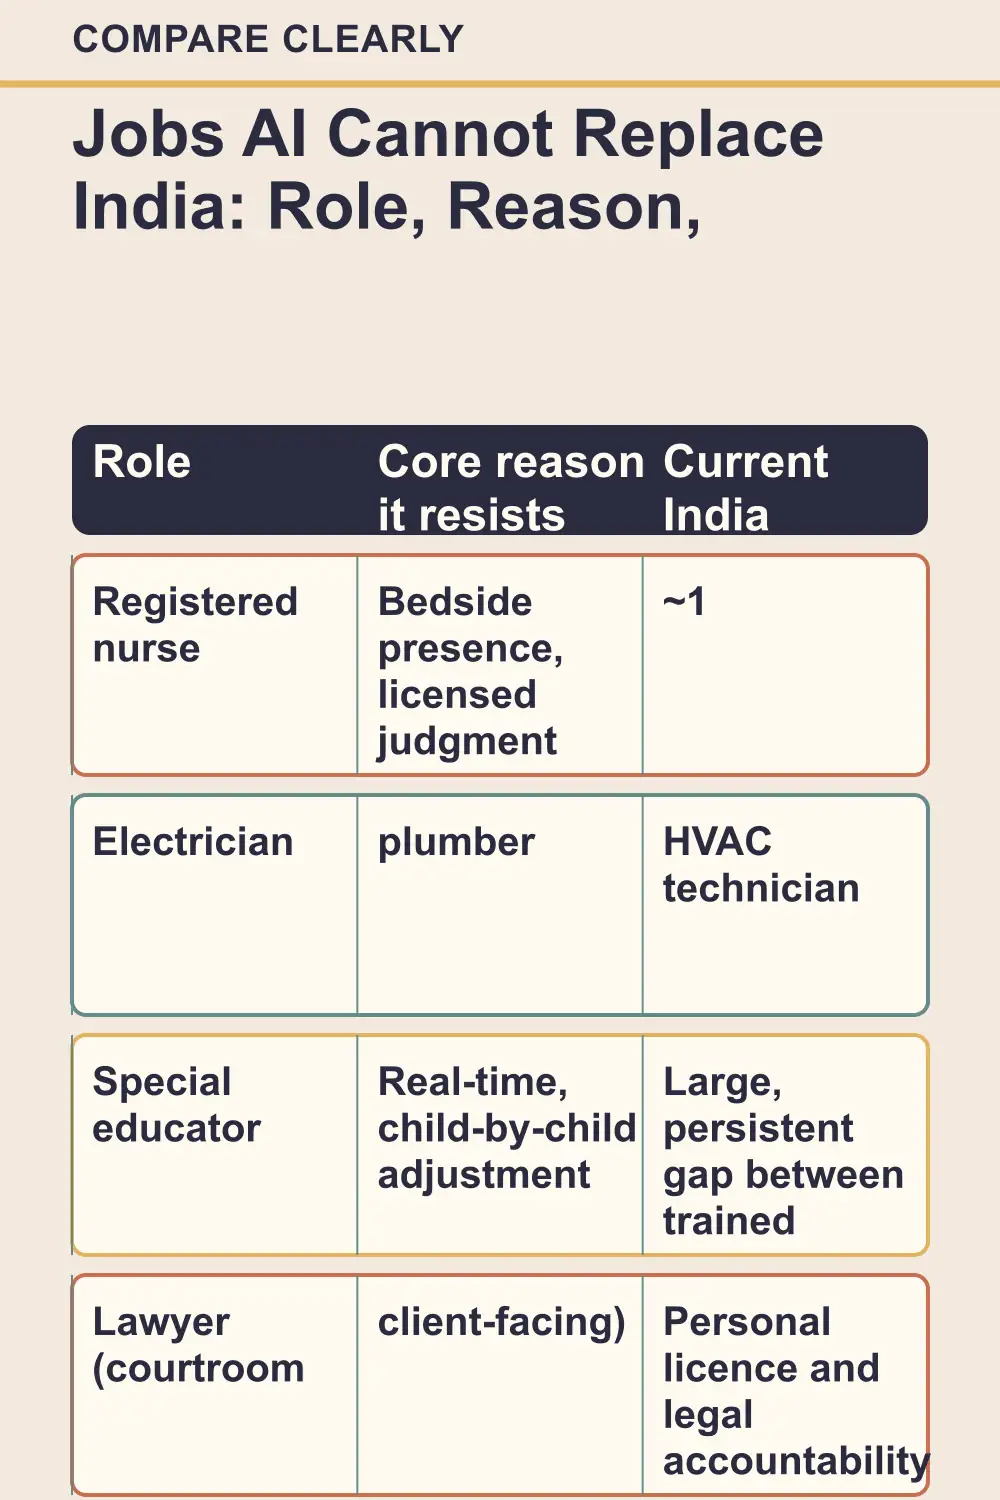 COMPARE CLEARLY
Jobs AI Cannot Replace
India: Role, Reason,
Role
Core reason
it resists
Current
India
Registered
nurse
Bedside
presence,
licensed
judgment
~1
Electrician
plumber
HVAC
technician
Special
educator
Real-time,
child-by-child
adjustment
Large,
persistent
gap between
trained
Lawyer
(courtroom
client-facing)
Personal
licence and
legal
accountability